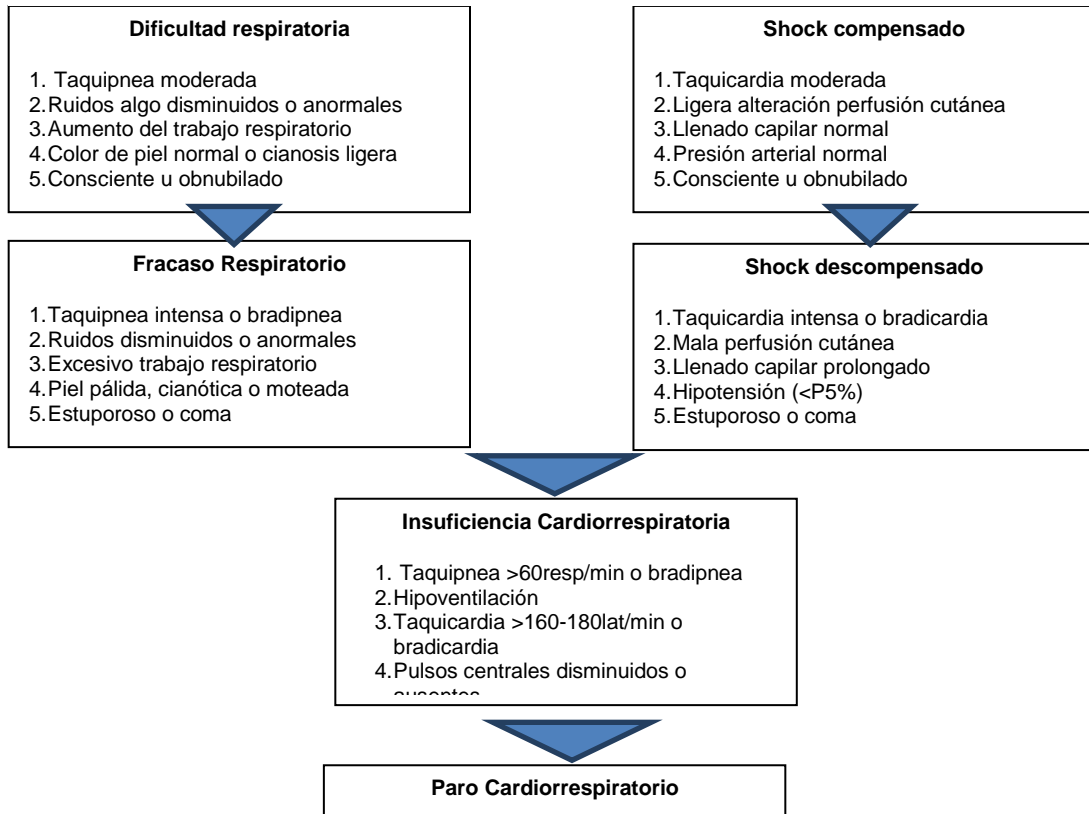 Dificultad respiratoria
1. Taquipnea moderada
2.Ruidos algo disminuidos o anormales
3.Aumento del trabajo respiratorio
4.Color de piel normal o cianosis ligera
5.Consciente u obnubilado
Shock compensado
1.Taquicardia moderada
2.Ligera alteración perfusión cutánea
3.Llenado capilar normal
4.Presión arterial normal
5.Consciente u obnubilado
Fracaso Respiratorio
1.Taquipnea intensa o bradipnea
2.Ruidos disminuidos o anormales
3.Excesivo trabajo respiratorio
4.Piel pálida, cianótica o moteada
5.Estuporoso o coma
Shock descompensado
1.Taquicardia intensa o bradicardia
2.Mala perfusión cutánea
3.Llenado capilar prolongado
4.Hipotensión (<P5%)
5.Estuporoso o coma
Insuficiencia Cardiorrespiratoria
1. Taquipnea >60resp/min o bradipnea
2.Hipoventilación
3.Taquicardia >160-180lat/min o
bradicardia
4.Pulsos centrales disminuidos o
ausentes
Paro Cardiorrespiratorio